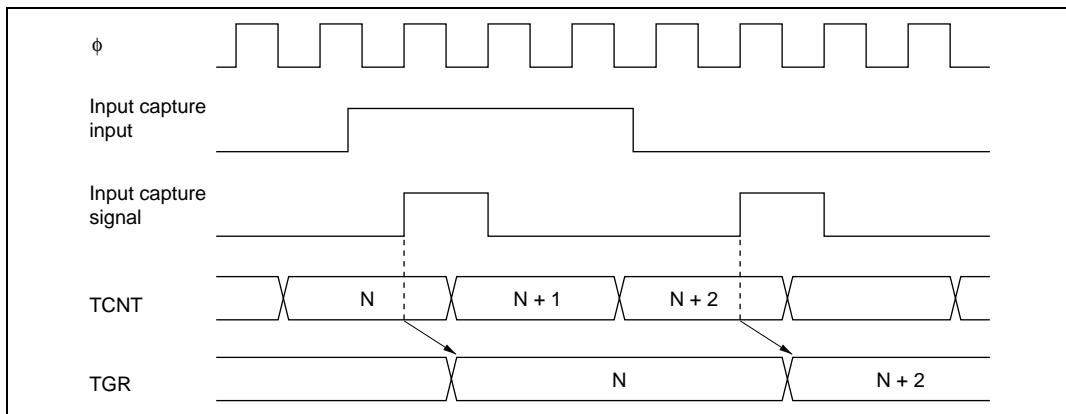 ϕ
Input capture
input
Input capture
signal
TCNT
N
N + 1
N + 2
TGR
N
N + 2